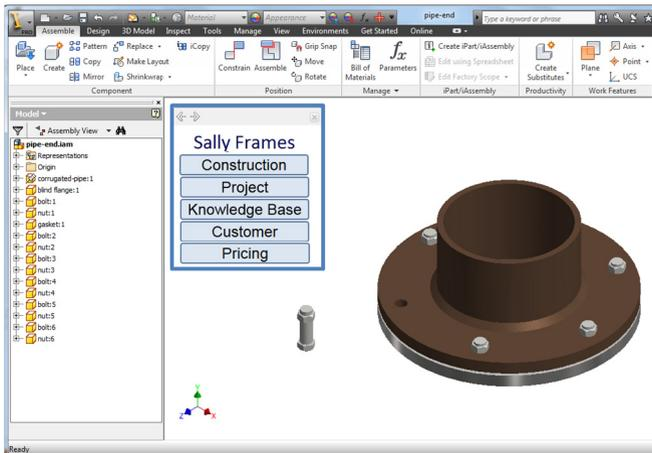 Material
Appearance
pipe-end
Type a keyword or phrase
PRO
Assemble Design 3D Model Inspect Tools Manage View Environments Get Started Online
Place
Create
Pattern
Copy
Mirror
Replace
Make Layout
Shrinkwrap
iCopy
Component
Constrain
Assemble
Grip Snap
Move
Rotate
Position
Bill of Materials
fx
Parameters
Manage
Create iPart/iAssembly
Edit using Spreadsheet
Edit Factory Scope
iPart/iAssembly
Create Substitutes
Productivity
Plane
Axis
Point
UCS
Work Features
Model
Assembly View
pipe-end.iam
Representations
Origin
corrugated-pipe:1
blind flange:1
bolt:1
nut:1
gasket:1
bolt:2
nut:2
bolt:3
nut:3
bolt:4
nut:4
bolt:5
nut:5
bolt:6
nut:6
Sally Frames
Construction
Project
Knowledge Base
Customer
Pricing
Y
Z
X
Ready